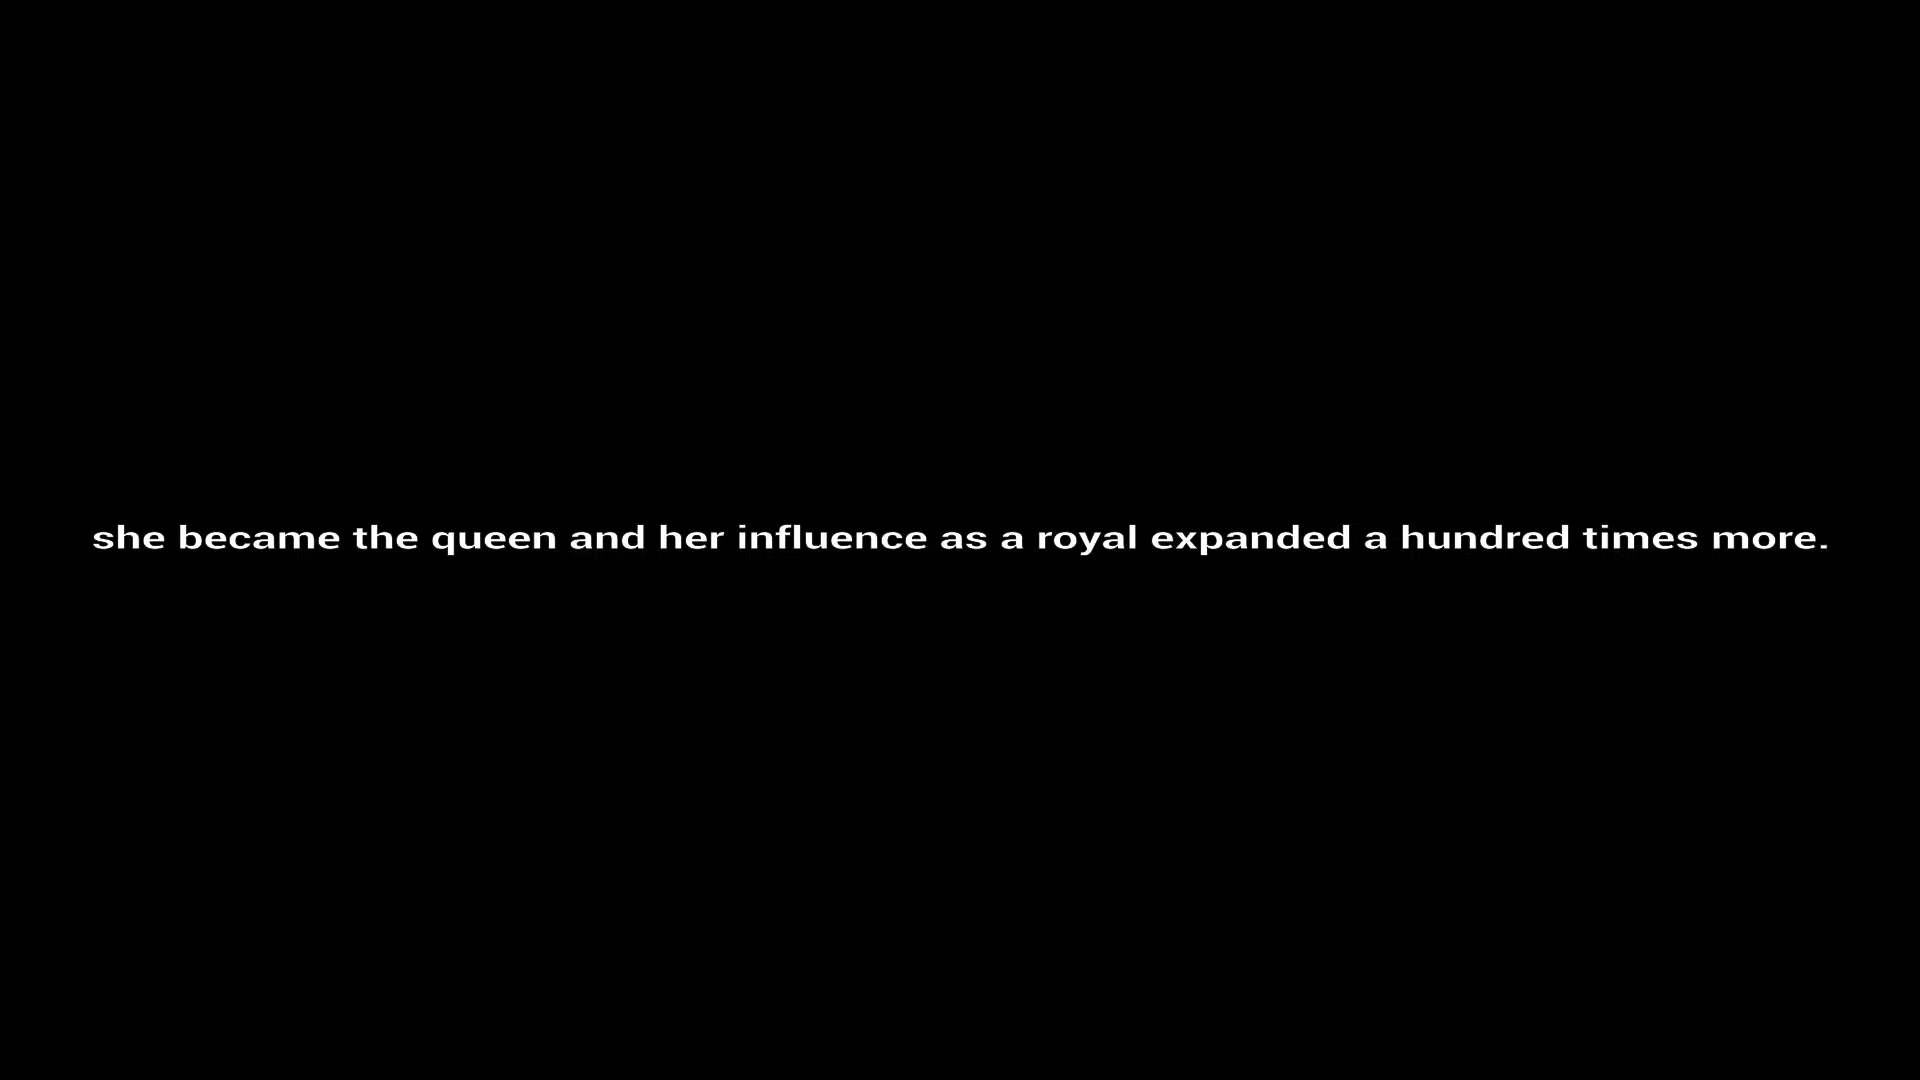 she became the queen and her influence as a royal expanded a hundred times more.